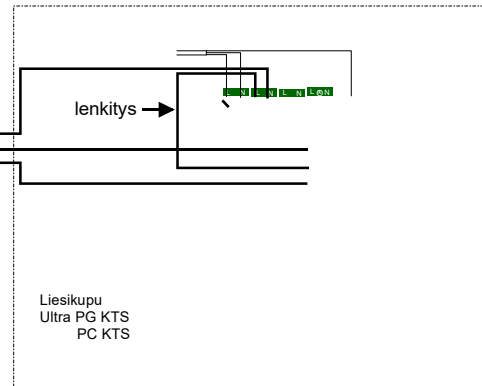 L N L N L N L N
lenkitys
Liesikupu
Ultra PG KTS
PC KTS